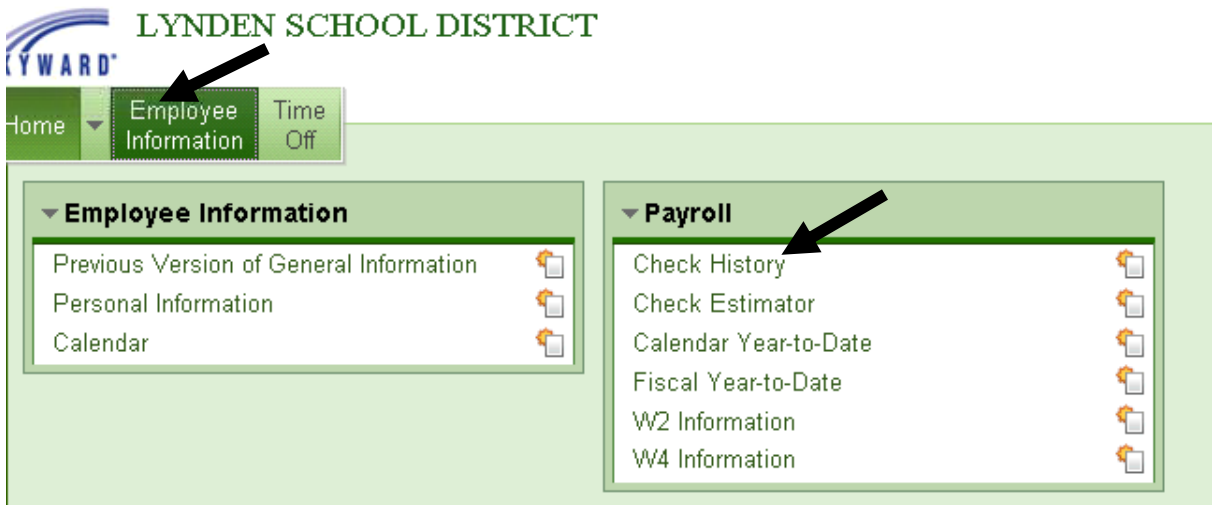 LYNDEN SCHOOL DISTRICT
KYWARD
Home
Employee
Information
Time
Off
Employee Information
Previous Version of General Information
Personal Information
Calendar
Payroll
Check History
Check Estimator
Calendar Year-to-Date
Fiscal Year-to-Date
W2 Information
W4 Information